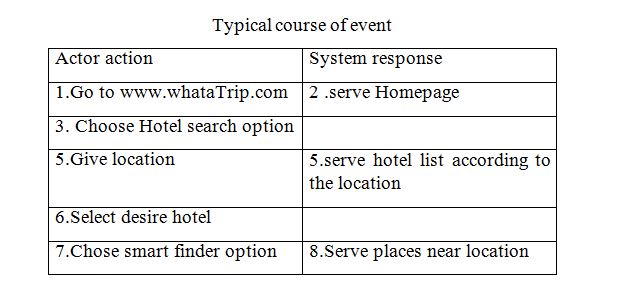 Typical course of event
Actor action System response
1.Go to www.whataTrip.com 2 .serve Homepage
3. Choose Hotel search option
5.Give location 5.serve hotel list according to
the location
6.Select desire hotel
7.Chose smart finder option 8.Serve places near location